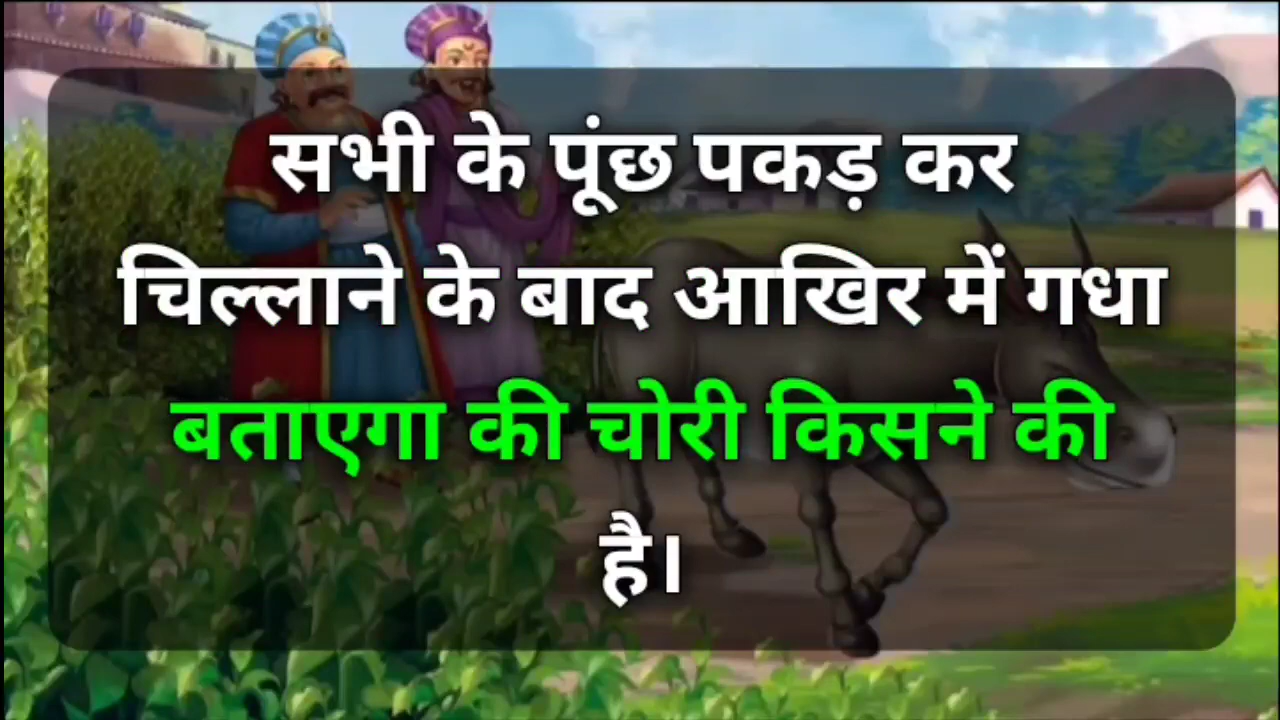 सभी के पूंछ पकड़ कर
चिल्लाने के बाद आखिर में गधा
बताएगा की चोरी किसने की
है।